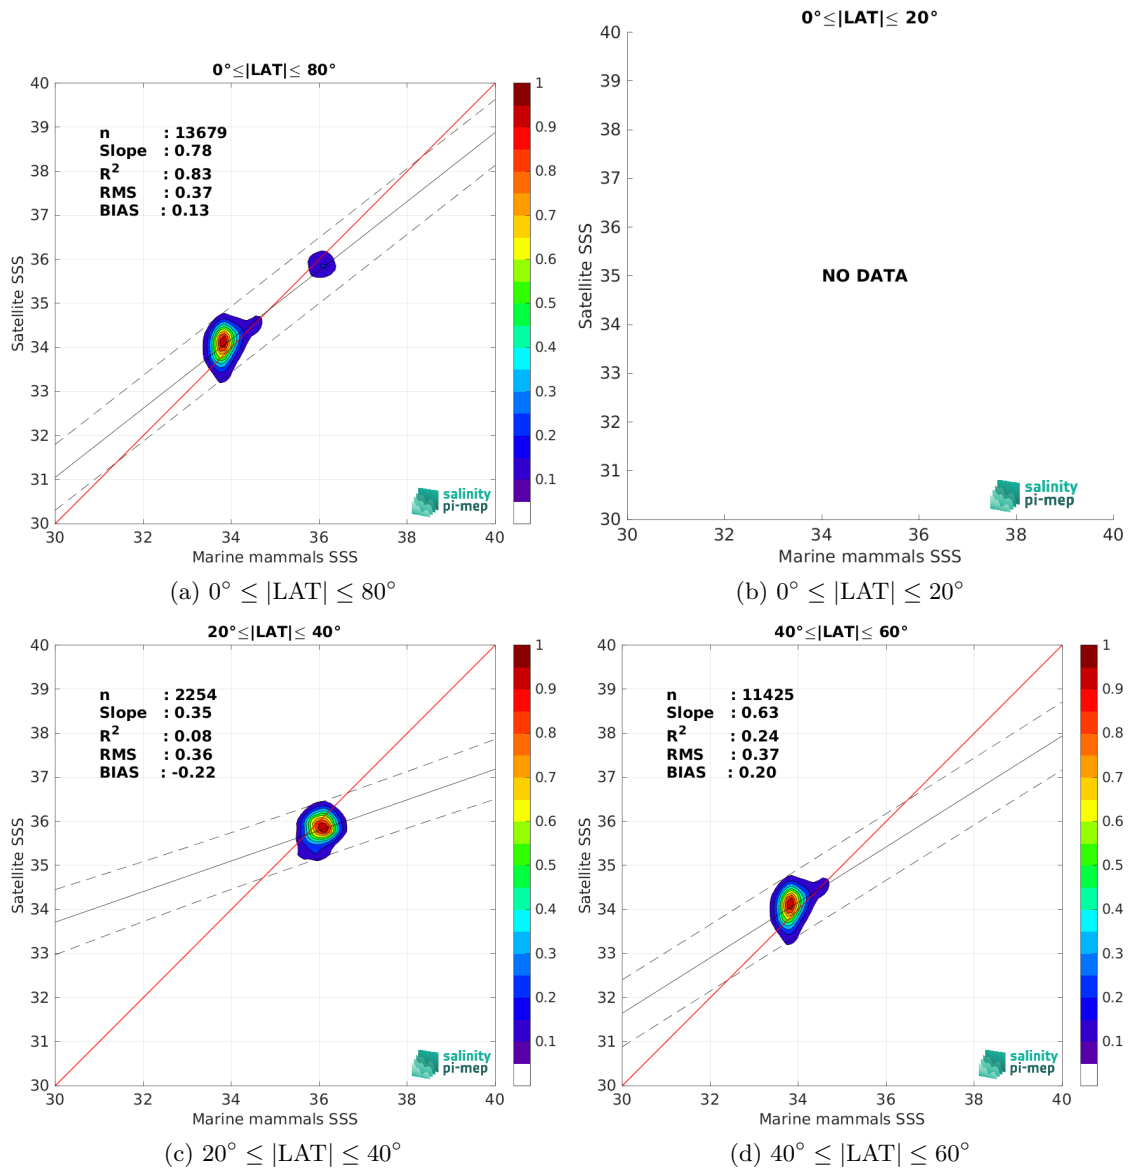 0°≤|LAT|≤ 80°
40
39
38
37
36
35
34
33
32
31
30
Satellite SSS
n : 13679
Slope : 0.78
R² : 0.83
RMS : 0.37
BIAS : 0.13
salinity
pi-mep
30 32 34 36 38 40
Marine mammals SSS
1
0.9
0.8
0.7
0.6
0.5
0.4
0.3
0.2
0.1
(a) 0° ≤ |LAT| ≤ 80°
0°≤|LAT|≤ 20°
40
39
38
37
36
35
34
33
32
31
30
Satellite SSS
NO DATA
salinity
pi-mep
30 32 34 36 38 40
Marine mammals SSS
(b) 0° ≤ |LAT| ≤ 20°
20°≤|LAT|≤ 40°
40
39
38
37
36
35
34
33
32
31
30
Satellite SSS
n : 2254
Slope : 0.35
R² : 0.08
RMS : 0.36
BIAS : -0.22
salinity
pi-mep
30 32 34 36 38 40
Marine mammals SSS
1
0.9
0.8
0.7
0.6
0.5
0.4
0.3
0.2
0.1
(c) 20° ≤ |LAT| ≤ 40°
40°≤|LAT|≤ 60°
40
39
38
37
36
35
34
33
32
31
30
Satellite SSS
n : 11425
Slope : 0.63
R² : 0.24
RMS : 0.37
BIAS : 0.20
salinity
pi-mep
30 32 34 36 38 40
Marine mammals SSS
1
0.9
0.8
0.7
0.6
0.5
0.4
0.3
0.2
0.1
(d) 40° ≤ |LAT| ≤ 60°